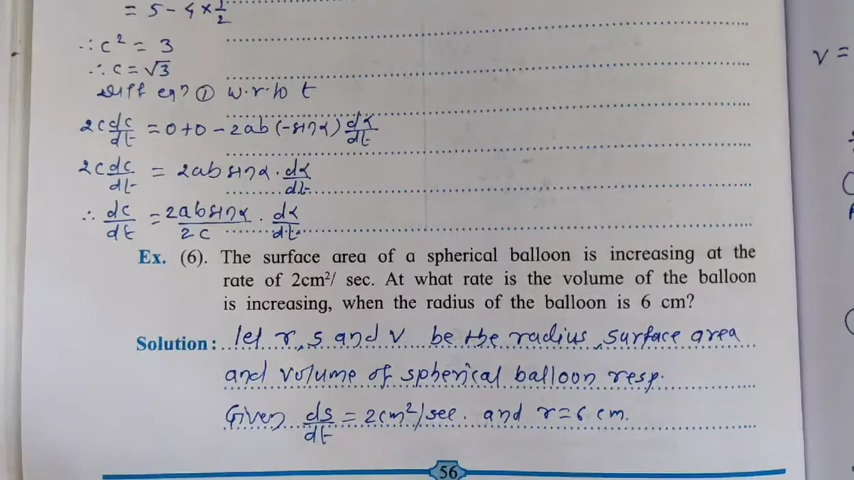 = 5 - 4 × 1/2
∴ c² = 3
∴ c = √3
Diff eqⁿ ① w.r.to t
2c dc/dt = 0+0 - 2ab (-sinα) dα/dt
2c dc/dt = 2ab sinα · dα/dt
∴ dc/dt = 2ab sinα / 2c · dα/dt
Ex. (6). The surface area of a spherical balloon is increasing at the
rate of 2cm²/ sec. At what rate is the volume of the balloon
is increasing, when the radius of the balloon is 6 cm?
Solution: let r, s and v be the radius, surface area
and volume of spherical balloon resp.
Given ds/dt = 2cm²/sec. and r=6 cm.
56
v =